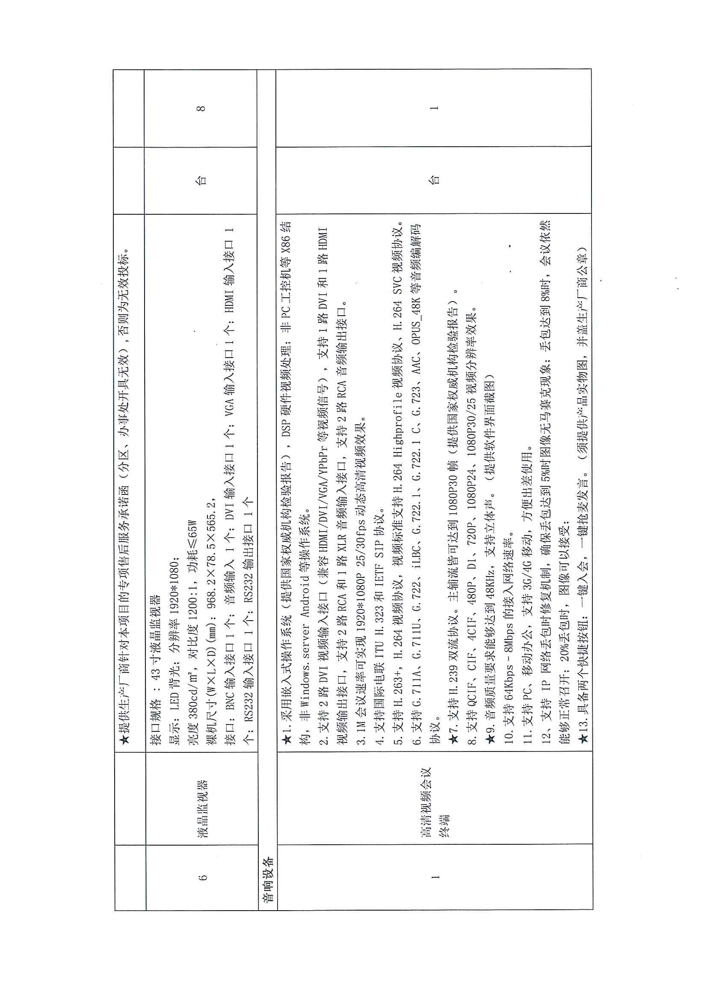 ★提供生产厂商针对本项目的专项售后服务承诺函（分区、办事处开具无效）,否则为无效投标。
6
液晶监视器
接口规格 : 43 寸液晶监视器
显示: LED 背光; 分辨率 1920*1080;
亮度 380cd/㎡, 对比度 1200:1, 功耗≤65W
裸机尺寸(W×L×D)(mm): 968.2×78.5×565.2,
接口: BNC 输入接口 1 个; 音频输入 1 个; DVI 输入接口 1 个; VGA 输入接口 1 个; HDMI 输入接口 1
个; RS232 输入接口 1 个; RS232 输出接口 1 个
台
8
音响设备
1
高清视频会议
终端
★1.采用嵌入式操作系统（提供国家权威机构检验报告）, DSP 硬件视频处理; 非 PC 工控机等 X86 结
构, 非 Windows.server Android 等操作系统。
2.支持 2 路 DVI 视频输入接口（兼容 HDMI/DVI/VGA/YPbPr 等视频信号）, 支持 1 路 DVI 和 1 路 HDMI
视频输出接口, 支持 2 路 RCA 和 1 路 XLR 音频输入接口, 支持 2 路 RCA 音频输出接口。
3.1M 会议速率可实现 1920*1080P 25/30fps 动态高清视频效果。
4.支持国际电联 ITU H.323 和 IETF SIP 协议。
5.支持 H.263+, H.264 视频协议, 视频标准支持 H.264 Highprofile 视频协议、H.264 SVC 视频协议。
6.支持 G.711A、G.711U、G.722、iLBC、G.722.1、G.722.1 C、G.723、AAC、OPUS_48K 等音频编解码
协议。
★7.支持 H.239 双流协议。主辅流皆可达到 1080P30 帧（提供国家权威机构检验报告）。
8.支持 QCIF、CIF、4CIF、480P、D1、720P、1080P24、1080P30/25 视频分辨率效果。
★9.音频质量要求能够达到 48KHz, 支持立体声。（提供软件界面截图）
10.支持 64Kbps–8Mbps 的接入网络速率。
11.支持 PC、移动办公, 支持 3G/4G 移动, 方便出差使用。
12、支持 IP 网络丢包时修复机制, 确保丢包达到 5%时图像无马赛克现象; 丢包达到 8%时, 会议依然
能够正常召开; 20%丢包时, 图像可以接受;
★13.具备两个快捷按钮: 一键入会, 一键抢麦发言。（须提供产品实物图, 并盖生产厂商公章）
台
1